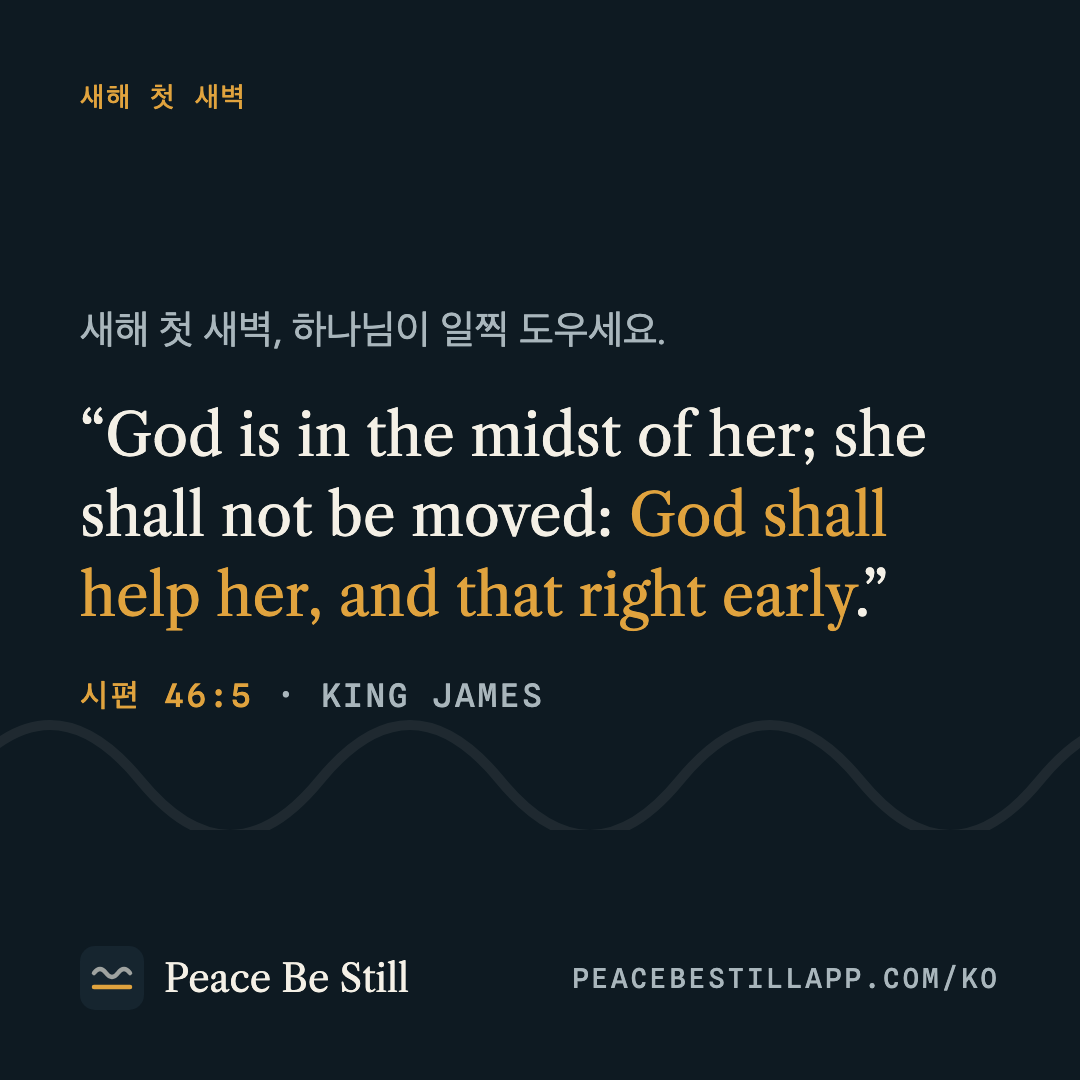 새해 첫 새벽
새해 첫 새벽, 하나님이 일찍 도우세요.
“God is in the midst of her; she
shall not be moved: God shall
help her, and that right early.”
시편 46:5 · KING JAMES
Peace Be Still
PEACEBESTILLAPP.COM/KO